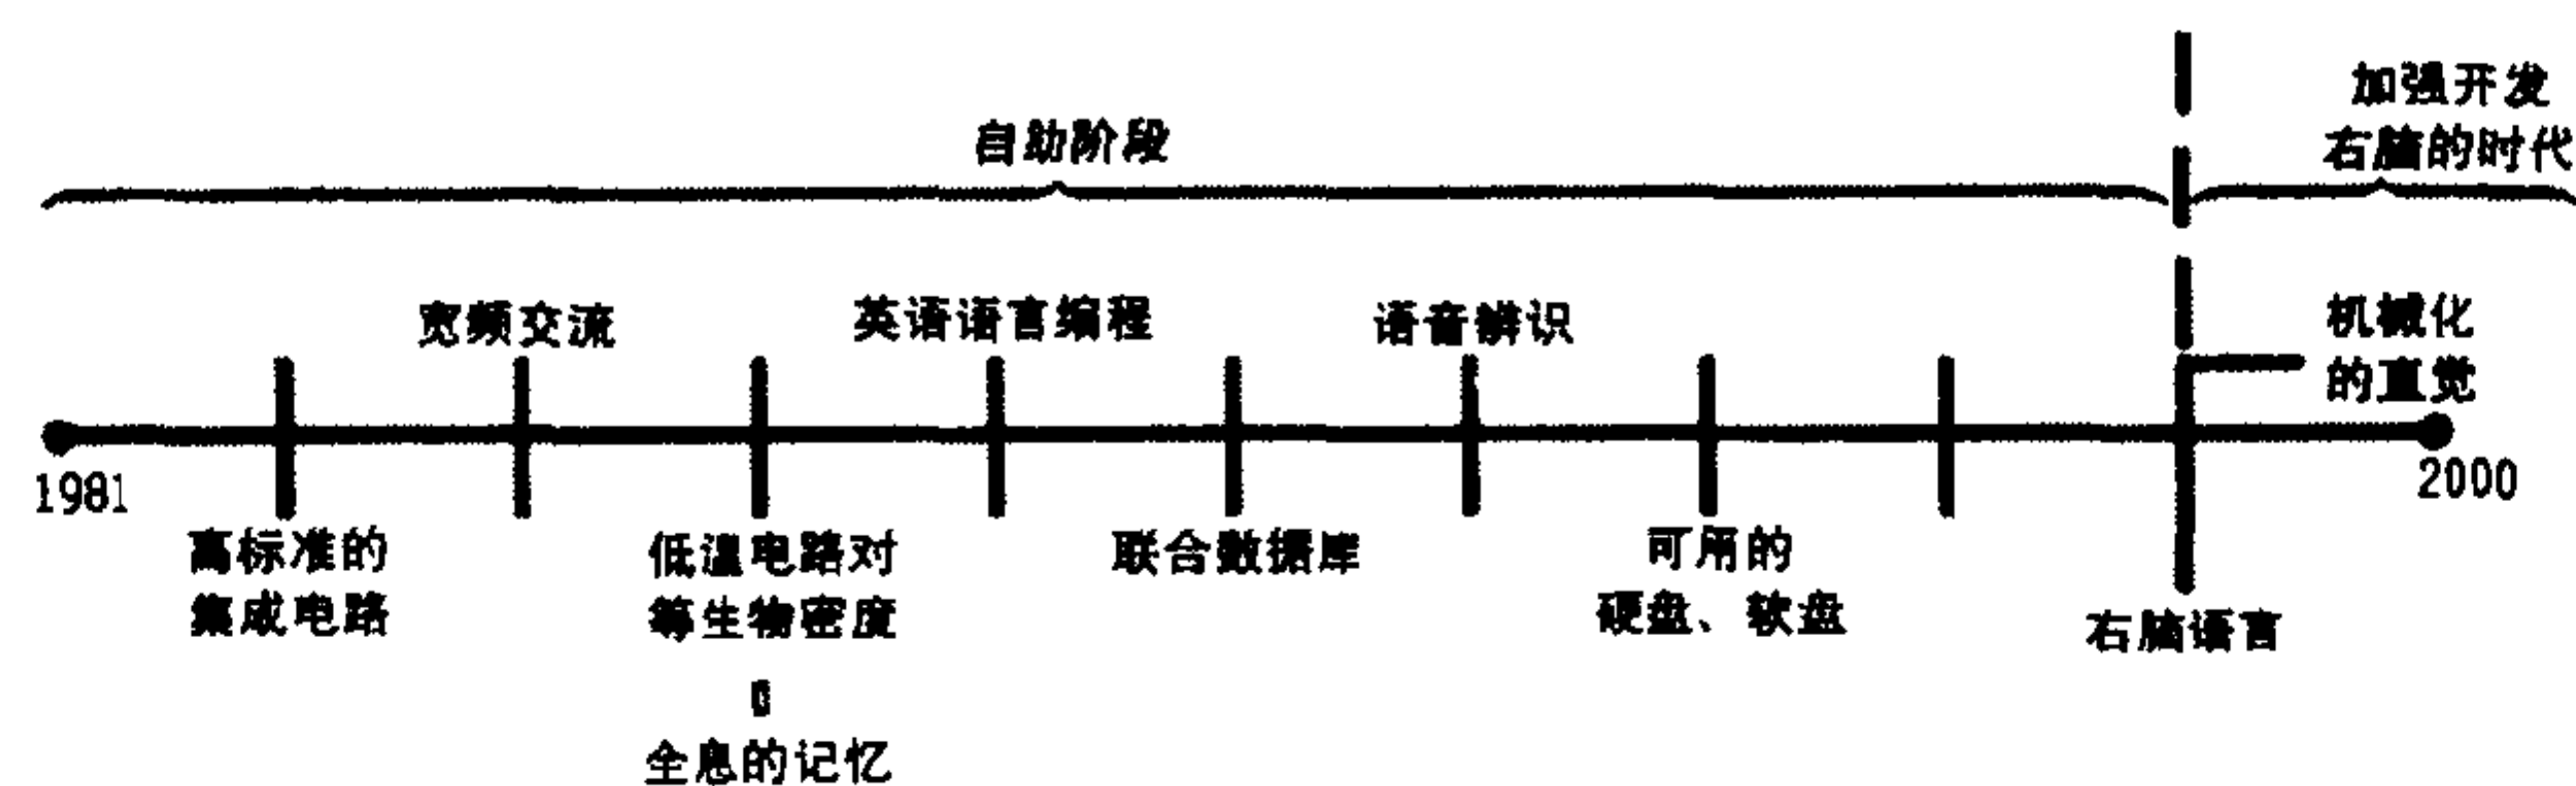 加强开发
右脑的时代
自助阶段
宽频交流
英语语言编程
语音辨识
机械化
的直觉
1981
2000
高标准的
集成电路
低温电路对
等生物密度
全息的记忆
联合数据库
可用的
硬盘、软盘
右脑语言